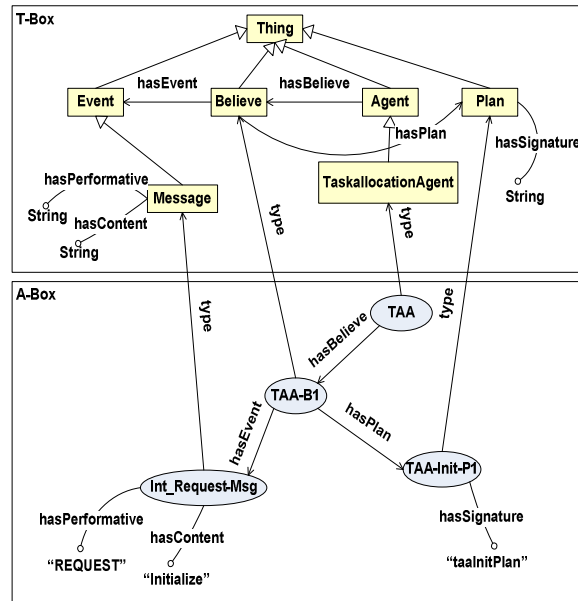 T-Box
Thing
hasEvent
hasBelieve
Event
Believe
Agent
Plan
hasPlan
hasSignature
hasPerformative
TaskallocationAgent
Message
String
String
hasContent
String
type
type
type
type
A-Box
TAA
hasBelieve
TAA-B1
hasEvent
hasPlan
TAA-Init-P1
Int_Request-Msg
hasPerformative
hasContent
hasSignature
“REQUEST”
“Initialize”
“taaInitPlan”